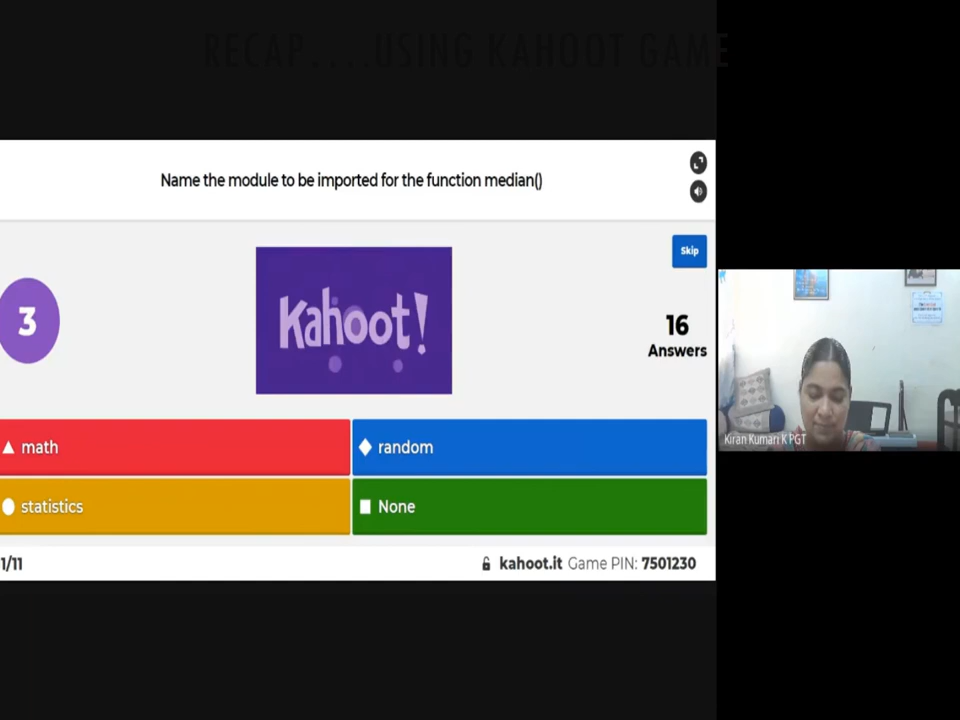 RECAP....USING KAHOOT GAME
Name the module to be imported for the function median()
Skip
3
Kahoot!
16
Answers
math
random
statistics
None
1/11
kahoot.it Game PIN: 7501230
Kiran Kumari K PGT